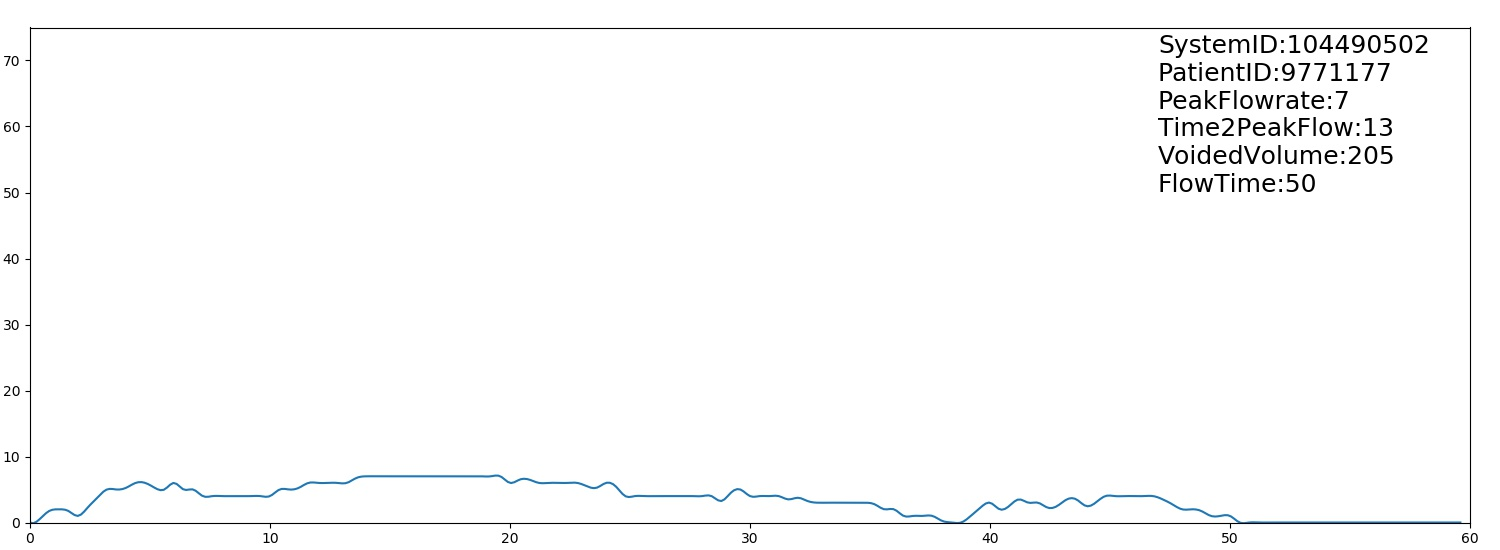 SystemID:104490502
PatientID:9771177
PeakFlowrate:7
Time2PeakFlow:13
VoidedVolume:205
FlowTime:50
70
60
50
40
30
20
10
0
0 10 20 30 40 50 60